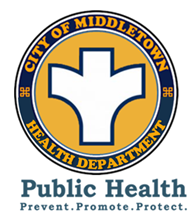 CITY OF MIDDLETOWN
HEALTH DEPARTMENT
Public Health
Prevent.Promote.Protect.